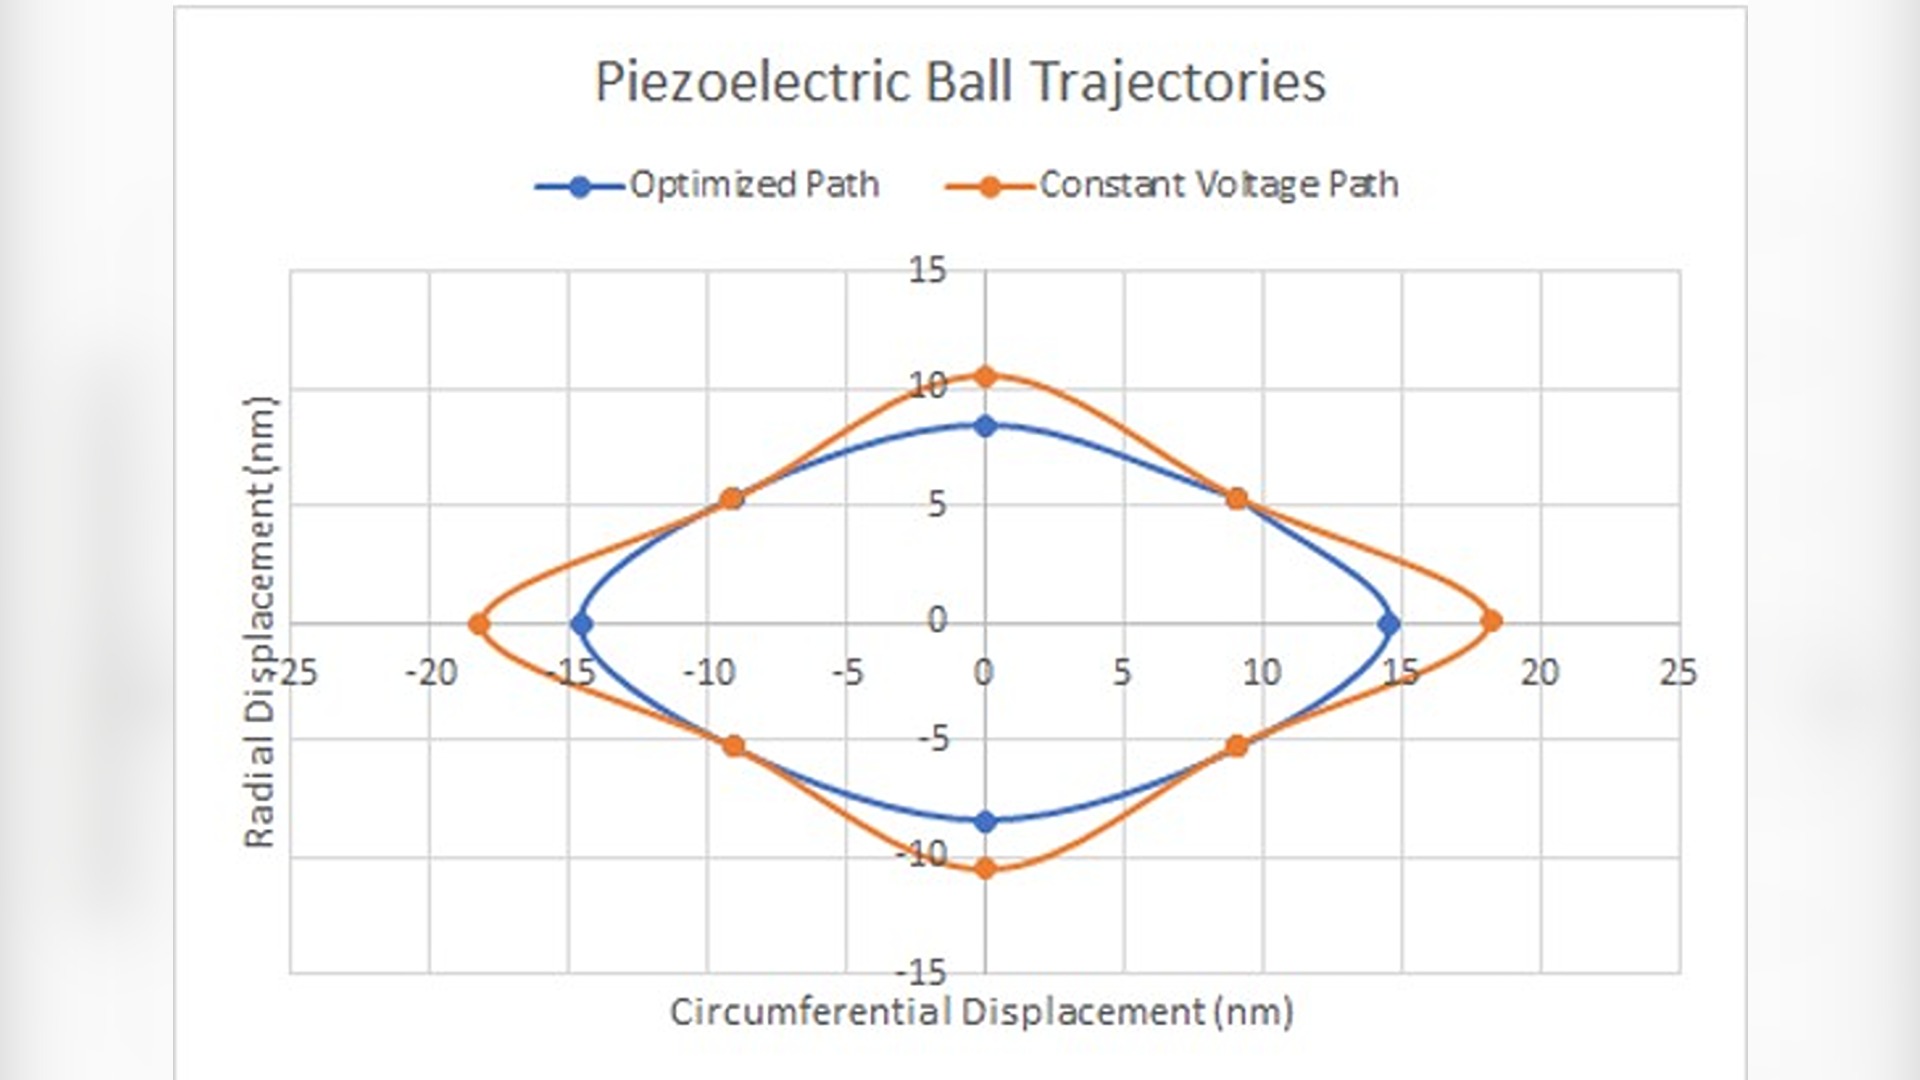 Piezoelectric Ball Trajectories
Optimized Path
Constant Voltage Path
15
10
5
0
-25 -20 -15 -10 -5 0 5 10 15 20 25
-5
-10
-15
Radial Displacement (nm)
Circumferential Displacement (nm)